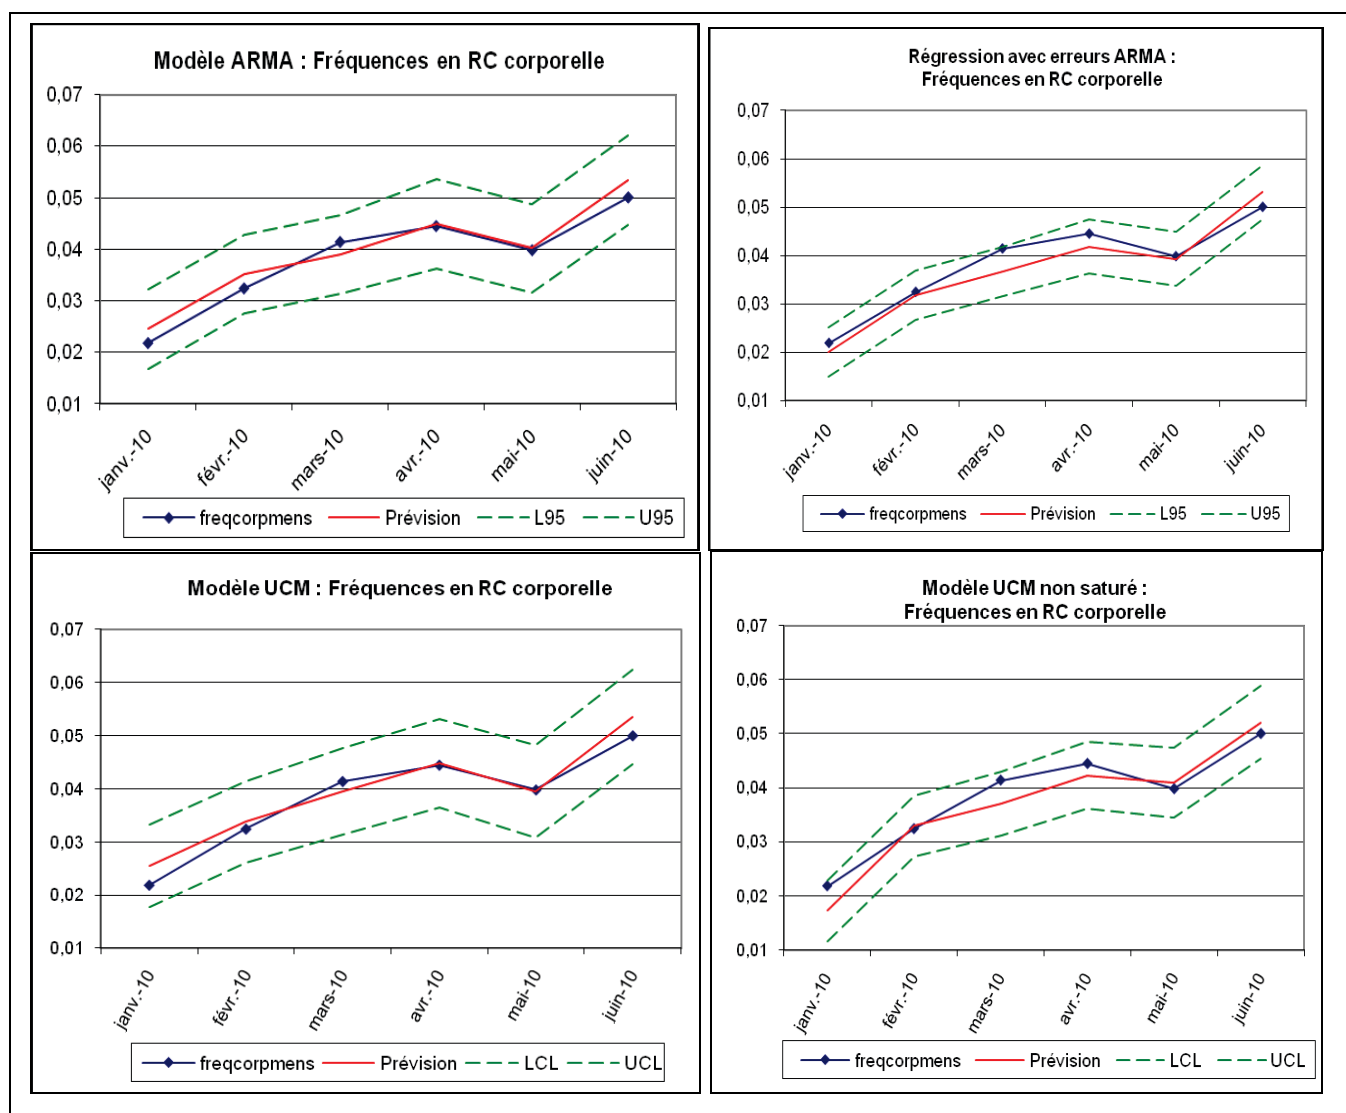 Modèle ARMA : Fréquences en RC corporelle
0,07
0,06
0,05
0,04
0,03
0,02
0,01
janv.-10
févr.-10
mars-10
avr.-10
mai-10
juin-10
freqcorpmens
Prévision
L95
U95
Régression avec erreurs ARMA :
Fréquences en RC corporelle
0,07
0,06
0,05
0,04
0,03
0,02
0,01
janv.-10
févr.-10
mars-10
avr.-10
mai-10
juin-10
freqcorpmens
Prévision
L95
U95
Modèle UCM : Fréquences en RC corporelle
0,07
0,06
0,05
0,04
0,03
0,02
0,01
janv.-10
févr.-10
mars-10
avr.-10
mai-10
juin-10
freqcorpmens
Prévision
LCL
UCL
Modèle UCM non saturé :
Fréquences en RC corporelle
0,07
0,06
0,05
0,04
0,03
0,02
0,01
janv.-10
févr.-10
mars-10
avr.-10
mai-10
juin-10
freqcorpmens
Prévision
LCL
UCL